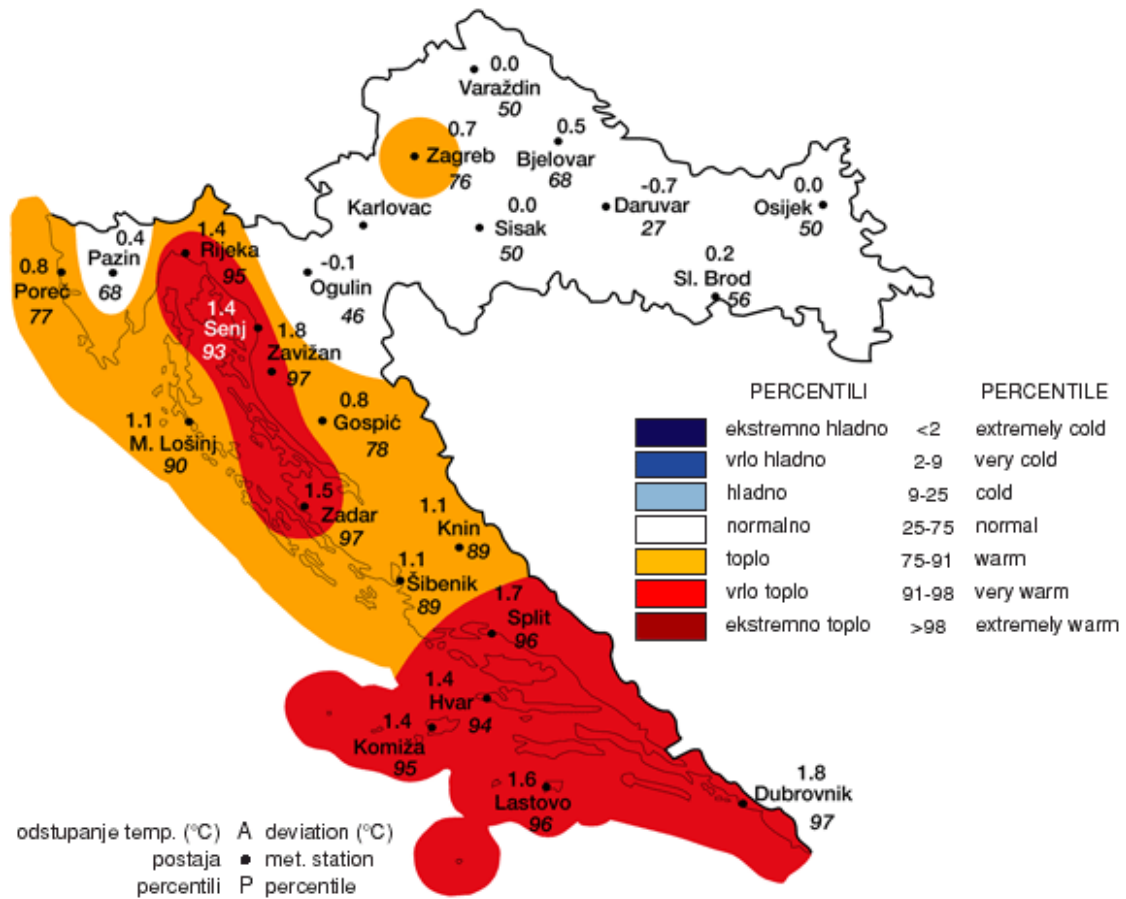 0.0
Varaždin
50
0.7
Zagreb
76
0.5
Bjelovar
68
-0.7
Daruvar
27
0.0
Osijek
50
Karlovac
0.0
Sisak
50
0.2
Sl. Brod
56
0.4
Pazin
68
1.4
Rijeka
95
0.8
Poreč
77
-0.1
Ogulin
46
1.4
Senj
93
1.8
Zavižan
97
0.8
Gospić
78
1.1
M. Lošinj
90
1.5
Zadar
97
1.1
Knin
89
1.1
Šibenik
89
1.7
Split
96
1.4
Hvar
94
1.4
Komiža
95
1.6
Lastovo
96
1.8
Dubrovnik
97
PERCENTILI PERCENTILE
ekstremno hladno <2 extremely cold
vrlo hladno 2-9 very cold
hladno 9-25 cold
normalno 25-75 normal
toplo 75-91 warm
vrlo toplo 91-98 very warm
ekstremno toplo >98 extremely warm
odstupanje temp. (°C) A deviation (°C)
postaja met. station
percentili P percentile